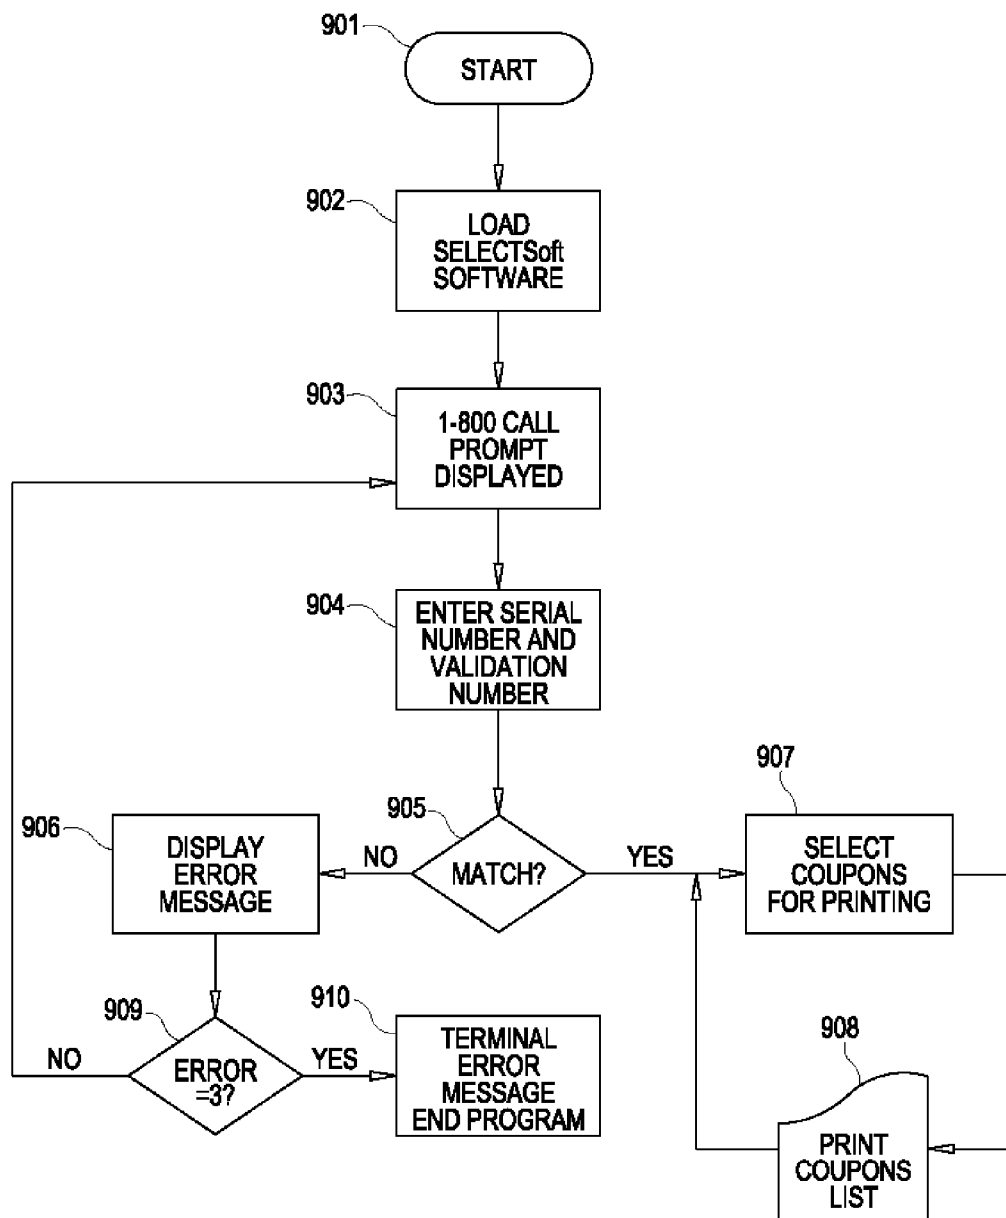 901
START
902
LOAD
SELECTSoft
SOFTWARE
903
1-800 CALL
PROMPT
DISPLAYED
904
ENTER SERIAL
NUMBER AND
VALIDATION
NUMBER
905
MATCH?
NO
YES
906
DISPLAY
ERROR
MESSAGE
907
SELECT
COUPONS
FOR PRINTING
909
ERROR
=3?
NO
YES
910
TERMINAL
ERROR
MESSAGE
END PROGRAM
908
PRINT
COUPONS
LIST